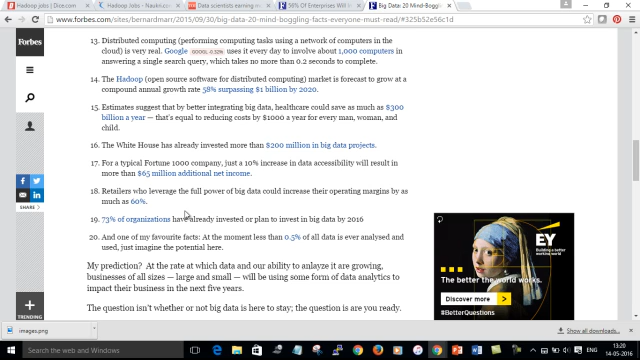 Hadoop jobs | Dice.com
Hadoop Jobs - Naukri.co
Data scientists earning m
50% of Enterprises Will I
Big Data: 20 Mind-Boggl
www.forbes.com/sites/bernardmarr/2015/09/30/big-data-20-mind-boggling-facts-everyone-must-read/#325b52e56c1d
Forbes
13. Distributed computing (performing computing tasks using a network of computers in
the cloud) is very real. Google GOOGL -0.52% uses it every day to involve about 1,000 computers in
answering a single search query, which takes no more than 0.2 seconds to complete.
14. The Hadoop (open source software for distributed computing) market is forecast to grow at a
compound annual growth rate 58% surpassing $1 billion by 2020.
15. Estimates suggest that by better integrating big data, healthcare could save as much as $300
billion a year — that's equal to reducing costs by $1000 a year for every man, woman, and
child.
16. The White House has already invested more than $200 million in big data projects.
17. For a typical Fortune 1000 company, just a 10% increase in data accessibility will result in
more than $65 million additional net income.
18. Retailers who leverage the full power of big data could increase their operating margins by as
much as 60%.
19. 73% of organizations have already invested or plan to invest in big data by 2016
20. And one of my favourite facts: At the moment less than 0.5% of all data is ever analysed and
used, just imagine the potential here.
My prediction? At the rate at which data and our ability to anlayze it are growing,
businesses of all sizes — large and small — will be using some form of data analytics to
impact their business in the next five years.
The question isn't whether or not big data is here to stay; the question is are you ready.
SHARE
TRENDING
EY
Building a better
working world
The better the world works.
Discover more >
#BetterQuestions
images.png
Show all downloads...
Search the web and Windows
13:20
14-05-2016